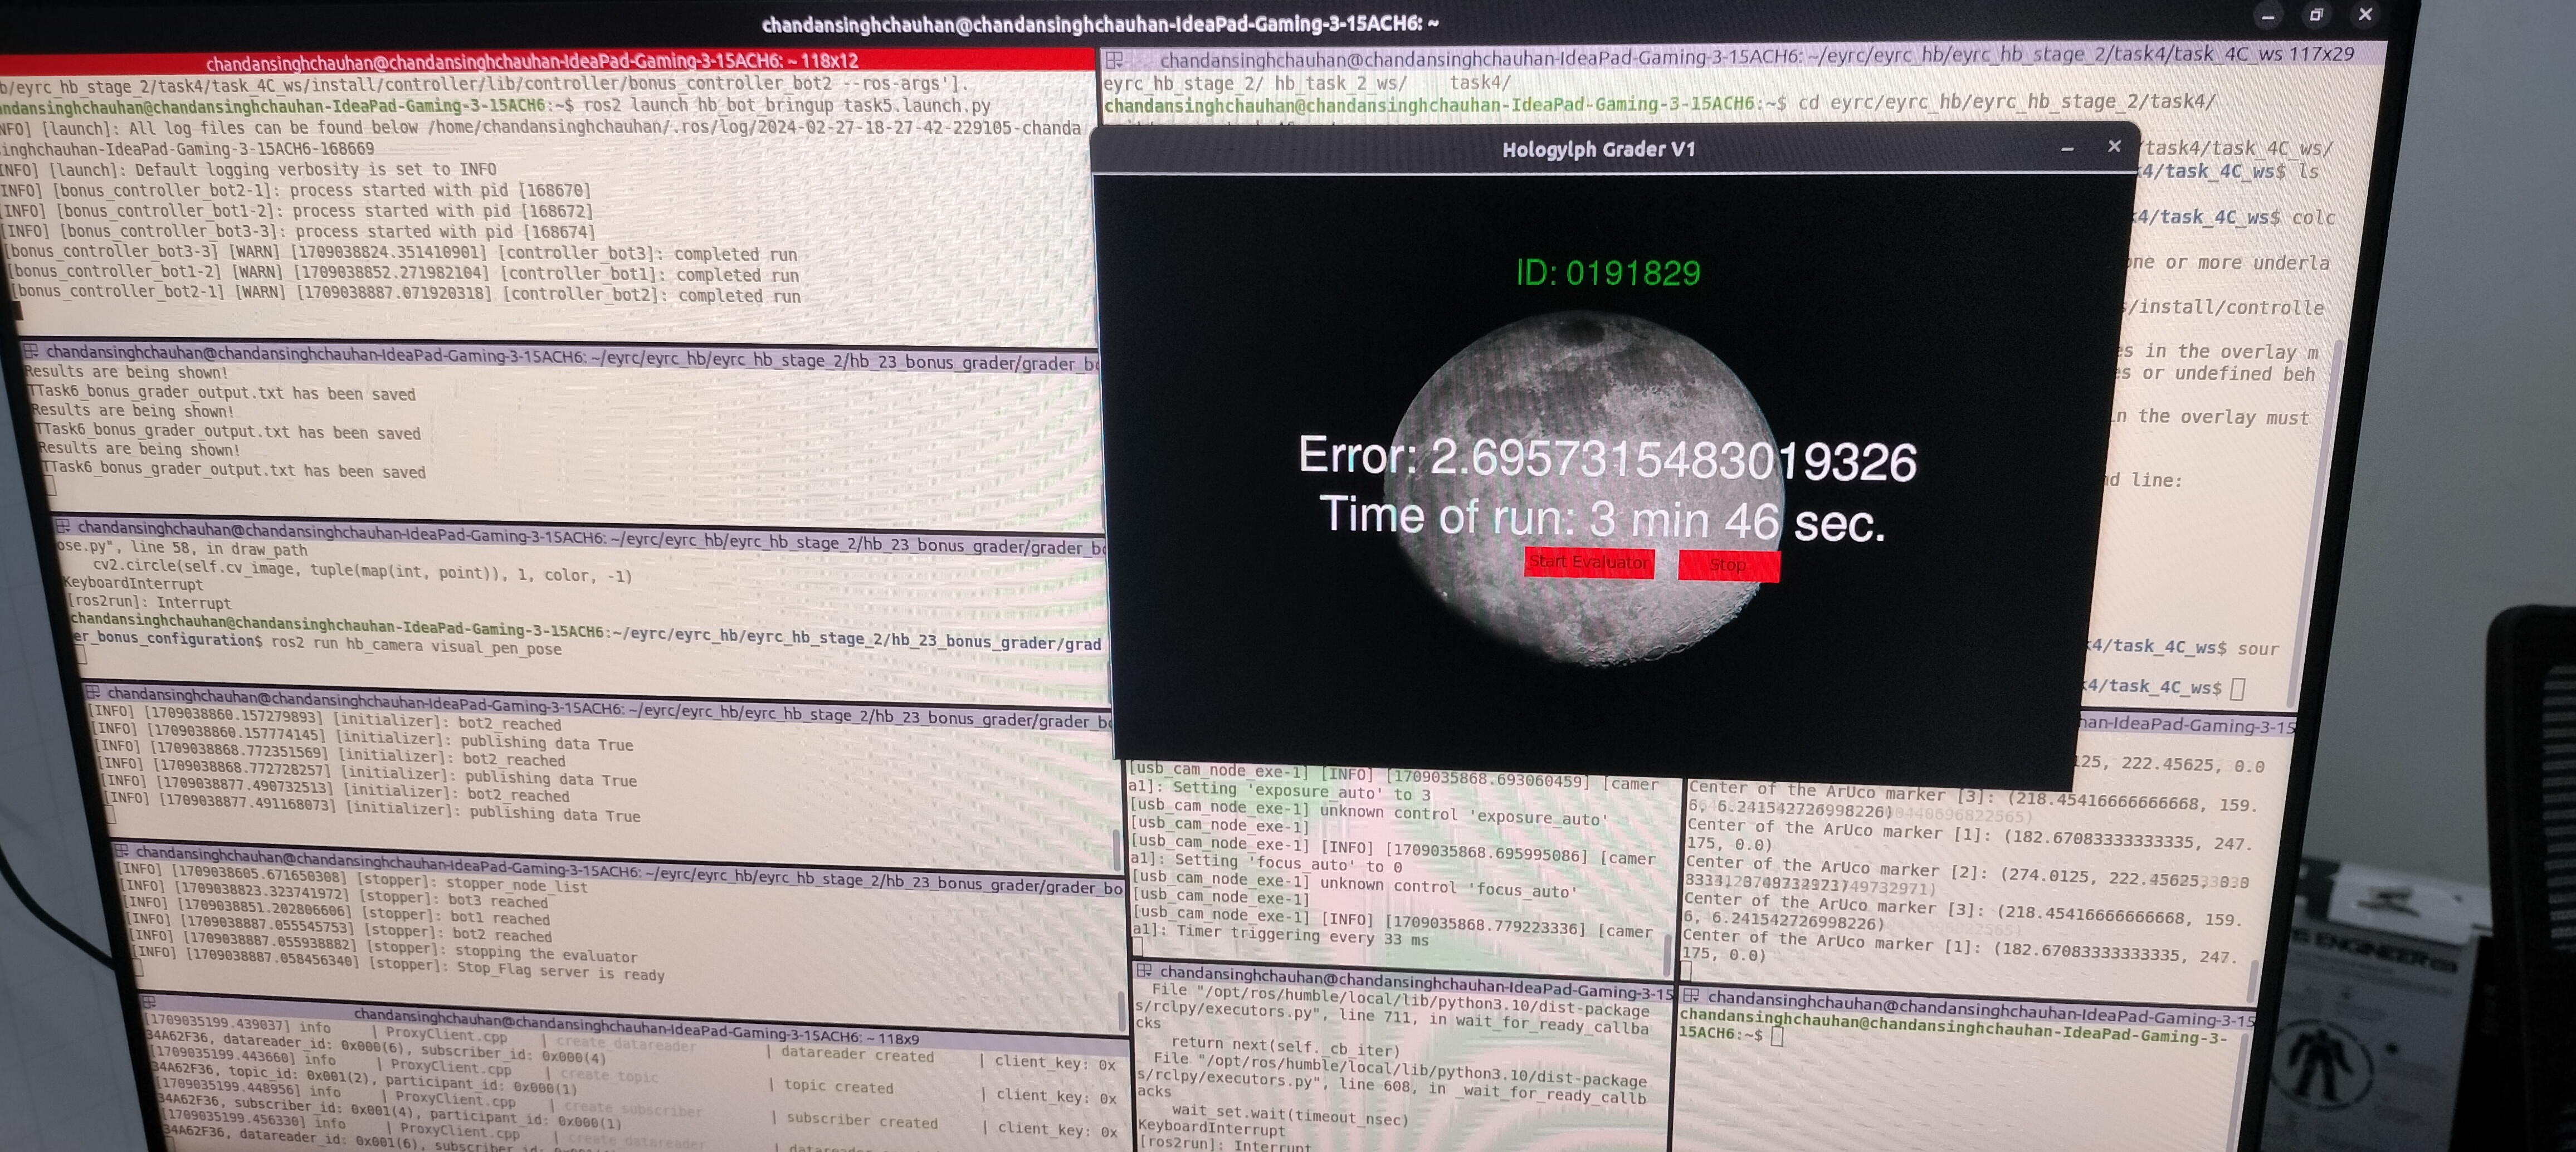 chandansinghchauhan@chandansinghchauhan-IdeaPad-Gaming-3-15ACH6: ~
chandansinghchauhan@chandansinghchauhan-IdeaPad-Gaming-3-15ACH6: ~ 118x12
b/eyrc_hb_stage_2/task4/task_4C_ws/install/controller/lib/controller/bonus_controller_bot2 --ros-args'].
ndansinghchauhan@chandansinghchauhan-IdeaPad-Gaming-3-15ACH6:~$ ros2 launch hb_bot_bringup task5.launch.py
NFO] [launch]: All log files can be found below /home/chandansinghchauhan/.ros/log/2024-02-27-18-27-42-229105-chanda
singhchauhan-IdeaPad-Gaming-3-15ACH6-168669
INFO] [launch]: Default logging verbosity is set to INFO
INFO] [bonus_controller_bot2-1]: process started with pid [168670]
[INFO] [bonus_controller_bot1-2]: process started with pid [168672]
[INFO] [bonus_controller_bot3-3]: process started with pid [168674]
[bonus_controller_bot3-3] [WARN] [1709038824.351410901] [controller_bot3]: completed run
[bonus_controller_bot1-2] [WARN] [1709038852.271982104] [controller_bot1]: completed run
[bonus_controller_bot2-1] [WARN] [1709038887.071920318] [controller_bot2]: completed run
chandansinghchauhan@chandansinghchauhan-IdeaPad-Gaming-3-15ACH6: ~/eyrc/eyrc_hb/eyrc_hb_stage_2/hb_23_bonus_grader/grader_bo
Results are being shown!
TTask6_bonus_grader_output.txt has been saved
Results are being shown!
TTask6_bonus_grader_output.txt has been saved
Results are being shown!
TTask6_bonus_grader_output.txt has been saved
chandansinghchauhan@chandansinghchauhan-IdeaPad-Gaming-3-15ACH6: ~/eyrc/eyrc_hb/eyrc_hb_stage_2/hb_23_bonus_grader/grader_bo
ose.py", line 58, in draw_path
cv2.circle(self.cv_image, tuple(map(int, point)), 1, color, -1)
KeyboardInterrupt
[ros2run]: Interrupt
chandansinghchauhan@chandansinghchauhan-IdeaPad-Gaming-3-15ACH6:~/eyrc/eyrc_hb/eyrc_hb_stage_2/hb_23_bonus_grader/grad
er_bonus_configuration$ ros2 run hb_camera visual_pen_pose
chandansinghchauhan@chandansinghchauhan-IdeaPad-Gaming-3-15ACH6: ~/eyrc/eyrc_hb/eyrc_hb_stage_2/hb_23_bonus_grader/grader_bo
[INFO] [1709038860.157279893] [initializer]: bot2_reached
[INFO] [1709038860.157774145] [initializer]: publishing data True
[INFO] [1709038868.772351569] [initializer]: bot2_reached
[INFO] [1709038868.772728257] [initializer]: publishing data True
[INFO] [1709038877.490732513] [initializer]: bot2_reached
[INFO] [1709038877.491168073] [initializer]: publishing data True
chandansinghchauhan@chandansinghchauhan-IdeaPad-Gaming-3-15ACH6: ~/eyrc/eyrc_hb/eyrc_hb_stage_2/hb_23_bonus_grader/grader_bo
[INFO] [1709038605.671650308] [stopper]: stopper_node_list
[INFO] [1709038823.323741972] [stopper]: bot3 reached
[INFO] [1709038851.202806606] [stopper]: bot1 reached
[INFO] [1709038887.055545753] [stopper]: bot2 reached
[INFO] [1709038887.055938882] [stopper]: stopping the evaluator
[INFO] [1709038887.058456340] [stopper]: Stop_Flag server is ready
chandansinghchauhan@chandansinghchauhan-IdeaPad-Gaming-3-15ACH6: ~ 118x9
[1709035199.439037] info | ProxyClient.cpp | create_datareader | datareader created | client_key: 0x
34A62F36, datareader_id: 0x000(6), subscriber_id: 0x000(4)
[1709035199.443660] info | ProxyClient.cpp | create_topic | topic created | client_key: 0x
34A62F36, topic_id: 0x001(2), participant_id: 0x000(1)
[1709035199.448956] info | ProxyClient.cpp | create_subscriber | subscriber created | client_key: 0x
34A62F36, subscriber_id: 0x001(4), participant_id: 0x000(1)
[1709035199.456330] info | ProxyClient.cpp | create_datareader
34A62F36, datareader_id: 0x001(6),
chandansinghchauhan@chandansinghchauhan-IdeaPad-Gaming-3-15ACH6: ~/eyrc/eyrc_hb/eyrc_hb_stage_2/task4/task_4C_ws 117x29
eyrc_hb_stage_2/ hb_task_2_ws/ task4/
chandansinghchauhan@chandansinghchauhan-IdeaPad-Gaming-3-15ACH6:~$ cd eyrc/eyrc_hb/eyrc_hb_stage_2/task4/
/task4/task_4C_ws/
4/task_4C_ws$ ls
4/task_4C_ws$ colc
one or more underla
s/install/controlle
es in the overlay m
es or undefined beh
in the overlay must
d line:
4/task_4C_ws$ sour
4/task_4C_ws$
Hologylph Grader V1
ID: 0191829
Error: 2.6957315483019326
Time of run: 3 min 46 sec.
Start Evaluator Stop
[usb_cam_node_exe-1] [INFO] [1709035868.693060459] [camer
a1]: Setting 'exposure_auto' to 3
[usb_cam_node_exe-1] unknown control 'exposure_auto'
[usb_cam_node_exe-1]
[usb_cam_node_exe-1] [INFO] [1709035868.695995086] [camer
a1]: Setting 'focus_auto' to 0
[usb_cam_node_exe-1] unknown control 'focus_auto'
[usb_cam_node_exe-1]
[usb_cam_node_exe-1] [INFO] [1709035868.779223336] [camer
a1]: Timer triggering every 33 ms
han-IdeaPad-Gaming-3-15
125, 222.45625, 0.0
Center of the ArUco marker [3]: (218.45416666666668, 159.
6, 6.241542726998226)
Center of the ArUco marker [1]: (182.67083333333335, 247.
175, 0.0)
Center of the ArUco marker [2]: (274.0125, 222.45625,
Center of the ArUco marker [3]: (218.45416666666668, 159.
6, 6.241542726998226)
Center of the ArUco marker [1]: (182.67083333333335, 247.
175, 0.0)
chandansinghchauhan@chandansinghchauhan-IdeaPad-Gaming-3-15
File "/opt/ros/humble/local/lib/python3.10/dist-package
s/rclpy/executors.py", line 711, in wait_for_ready_callba
cks
return next(self._cb_iter)
File "/opt/ros/humble/local/lib/python3.10/dist-package
s/rclpy/executors.py", line 608, in _wait_for_ready_callb
acks
wait_set.wait(timeout_nsec)
KeyboardInterrupt
[ros2run]: Interrupt
chandansinghchauhan@chandansinghchauhan-IdeaPad-Gaming-3-15
chandansinghchauhan@chandansinghchauhan-IdeaPad-Gaming-3-
15ACH6:~$
ENGINEER